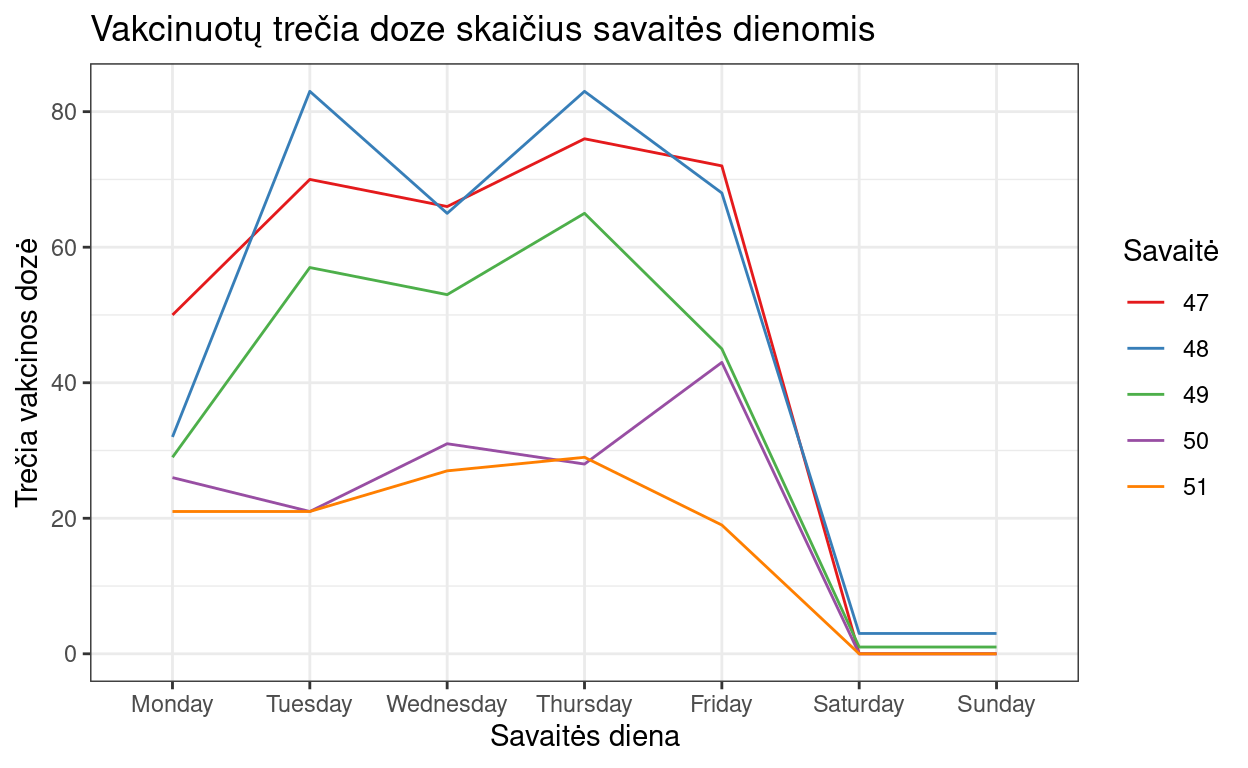 Vakcinuotų trečia doze skaičius savaitės dienomis
Trečia vakcinos dozė
80
60
40
20
0
Monday Tuesday Wednesday Thursday Friday Saturday Sunday
Savaitės diena
Savaitė
47
48
49
50
51